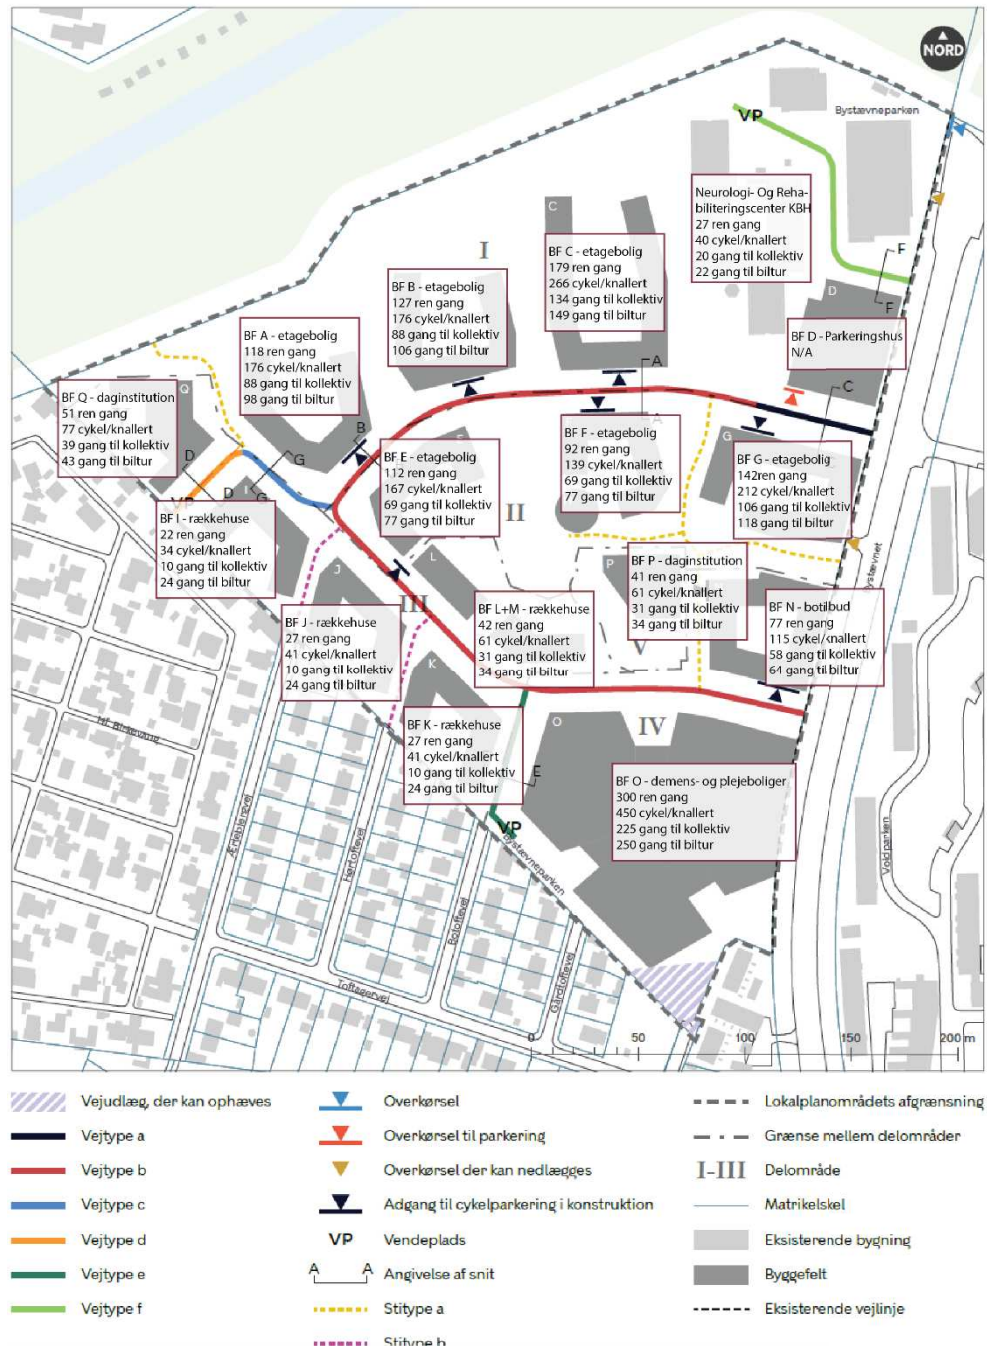 NORD
VP
Bystævneparken
Neurologi- Og Reha-
biliteringscenter KBH
27 ren gang
40 cykel/knallert
20 gang til kollektiv
22 gang til biltur
F
F
C
I
BF C - etagebolig
179 ren gang
266 cykel/knallert
134 gang til kollektiv
149 gang til biltur
BF B - etagebolig
127 ren gang
176 cykel/knallert
88 gang til kollektiv
106 gang til biltur
D
BF D - Parkeringshus
N/A
BF A - etagebolig
118 ren gang
176 cykel/knallert
88 gang til kollektiv
98 gang til biltur
A
C
Q
BF Q - daginstitution
51 ren gang
77 cykel/knallert
39 gang til kollektiv
43 gang til biltur
B
A
BF F - etagebolig
92 ren gang
139 cykel/knallert
69 gang til kollektiv
77 gang til biltur
G
BF G - etagebolig
142ren gang
212 cykel/knallert
106 gang til kollektiv
118 gang til biltur
BF E - etagebolig
112 ren gang
167 cykel/knallert
69 gang til kollektiv
77 gang til biltur
D
G
D
I
G
VP
BF I - rækkehuse
22 ren gang
34 cykel/knallert
10 gang til kollektiv
24 gang til biltur
II
Bystævnet
L
P
BF P - daginstitution
41 ren gang
61 cykel/knallert
31 gang til kollektiv
34 gang til biltur
J
III
BF J - rækkehuse
27 ren gang
41 cykel/knallert
10 gang til kollektiv
24 gang til biltur
BF L+M - rækkehuse
42 ren gang
61 cykel/knallert
31 gang til kollektiv
34 gang til biltur
BF N - botilbud
77 ren gang
115 cykel/knallert
58 gang til kollektiv
64 gang til biltur
V
K
BF K - rækkehuse
27 ren gang
41 cykel/knallert
10 gang til kollektiv
24 gang til biltur
O
IV
E
BF O - demens- og plejeboliger
300 ren gang
450 cykel/knallert
225 gang til kollektiv
250 gang til biltur
Hf. Birkevang
VP
Bystævneparken
Voldparken
Ærteblerevej
Hørtoftevej
Botoftevej
Gårdtoftevej
Toftagervej
0 50 100 150 200 m
Vejudlæg, der kan ophæves
Vejtype a
Vejtype b
Vejtype c
Vejtype d
Vejtype e
Vejtype f
Overkørsel
Overkørsel til parkering
Overkørsel der kan nedlægges
Adgang til cykelparkering i konstruktion
VP Vendeplads
A A Angivelse af snit
Stitype a
Stitype b
Lokalplanområdets afgrænsning
Grænse mellem delområder
I-III Delområde
Matrikelskel
Eksisterende bygning
Byggefelt
Eksisterende vejlinje